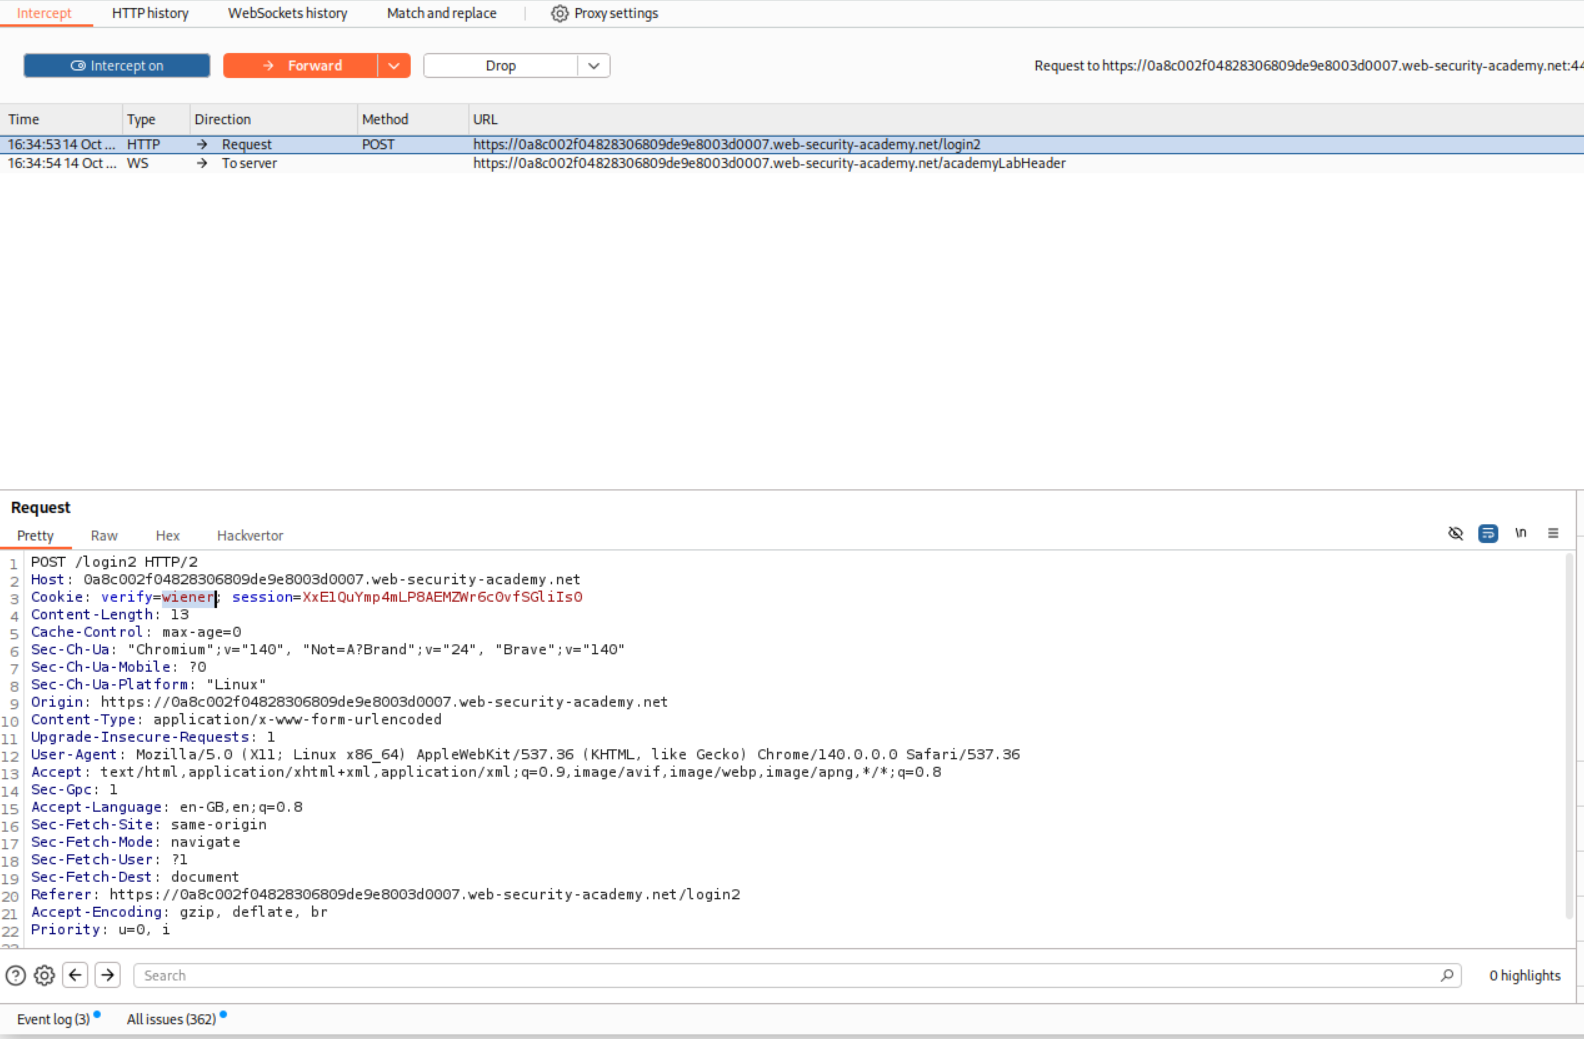 Intercept HTTP history WebSockets history Match and replace Proxy settings
Intercept on Forward Drop Request to https://0a8c002f04828306809de9e8003d0007.web-security-academy.net:44
Time Type Direction Method URL
16:34:53 14 Oct ... HTTP → Request POST https://0a8c002f04828306809de9e8003d0007.web-security-academy.net/login2
16:34:54 14 Oct ... WS → To server https://0a8c002f04828306809de9e8003d0007.web-security-academy.net/academyLabHeader
Request
Pretty Raw Hex Hackvertor \n
1 POST /login2 HTTP/2
2 Host: 0a8c002f04828306809de9e8003d0007.web-security-academy.net
3 Cookie: verify=wiener; session=XxElQuYmp4mLP8AEMZWr6cOvfSGliIsO
4 Content-Length: 13
5 Cache-Control: max-age=0
6 Sec-Ch-Ua: "Chromium";v="140", "Not=A?Brand";v="24", "Brave";v="140"
7 Sec-Ch-Ua-Mobile: ?0
8 Sec-Ch-Ua-Platform: "Linux"
9 Origin: https://0a8c002f04828306809de9e8003d0007.web-security-academy.net
10 Content-Type: application/x-www-form-urlencoded
11 Upgrade-Insecure-Requests: 1
12 User-Agent: Mozilla/5.0 (X11; Linux x86_64) AppleWebKit/537.36 (KHTML, like Gecko) Chrome/140.0.0.0 Safari/537.36
13 Accept: text/html,application/xhtml+xml,application/xml;q=0.9,image/avif,image/webp,image/apng,*/*;q=0.8
14 Sec-Gpc: 1
15 Accept-Language: en-GB,en;q=0.8
16 Sec-Fetch-Site: same-origin
17 Sec-Fetch-Mode: navigate
18 Sec-Fetch-User: ?1
19 Sec-Fetch-Dest: document
20 Referer: https://0a8c002f04828306809de9e8003d0007.web-security-academy.net/login2
21 Accept-Encoding: gzip, deflate, br
22 Priority: u=0, i
Search 0 highlights
Event log (3) All issues (362)